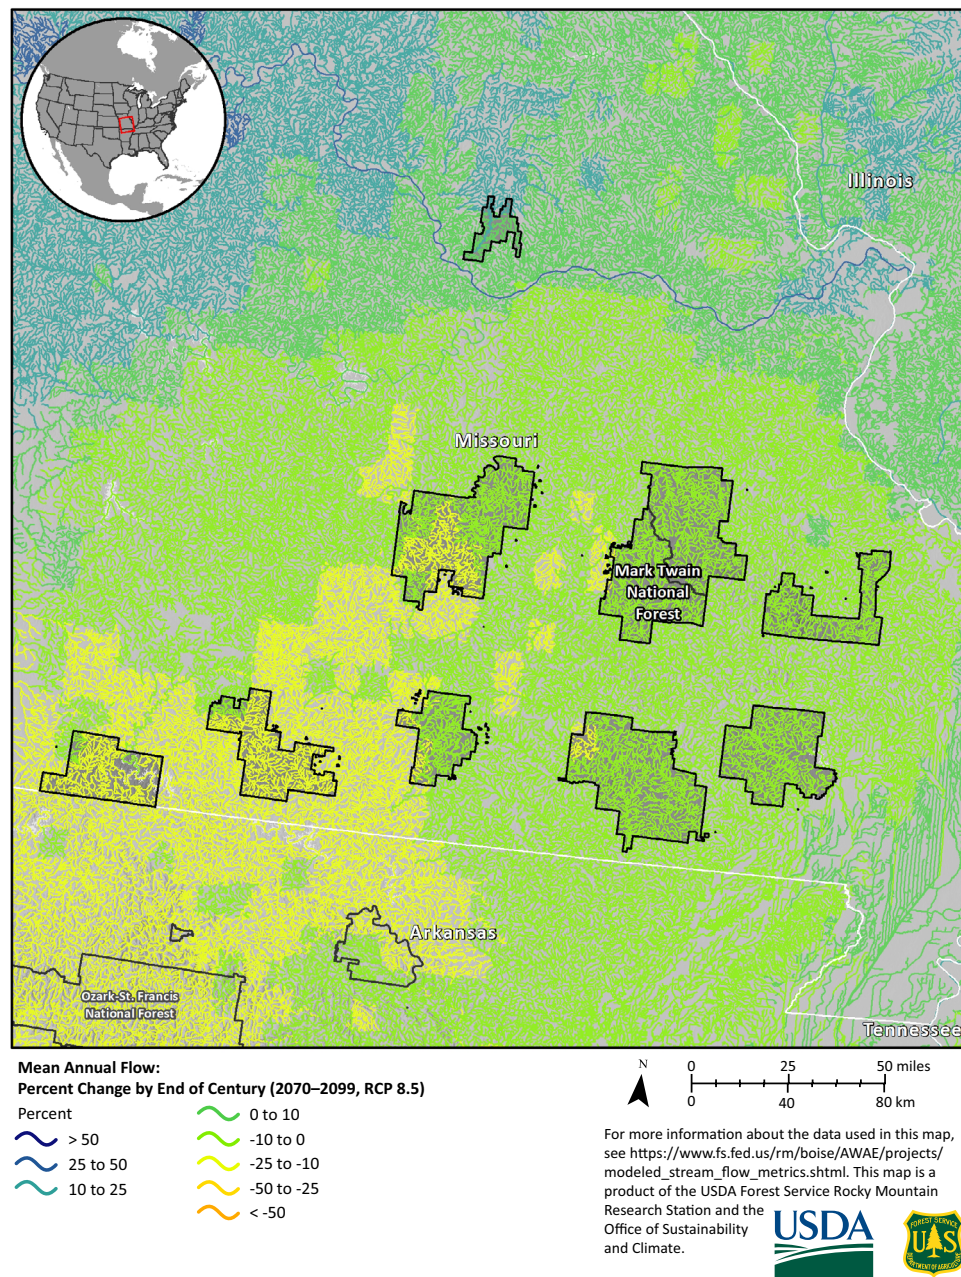 Illinois
Missouri
Mark Twain
National
Forest
Arkansas
Ozark-St. Francis
National Forest
Tennessee
Mean Annual Flow:
Percent Change by End of Century (2070–2099, RCP 8.5)
Percent
> 50
25 to 50
10 to 25
0 to 10
-10 to 0
-25 to -10
-50 to -25
< -50
N
0 25 50 miles
0 40 80 km
For more information about the data used in this map,
see https://www.fs.fed.us/rm/boise/AWAE/projects/
modeled_stream_flow_metrics.shtml. This map is a
product of the USDA Forest Service Rocky Mountain
Research Station and the
Office of Sustainability
and Climate.
USDA
FOREST SERVICE
US
DEPARTMENT OF AGRICULTURE